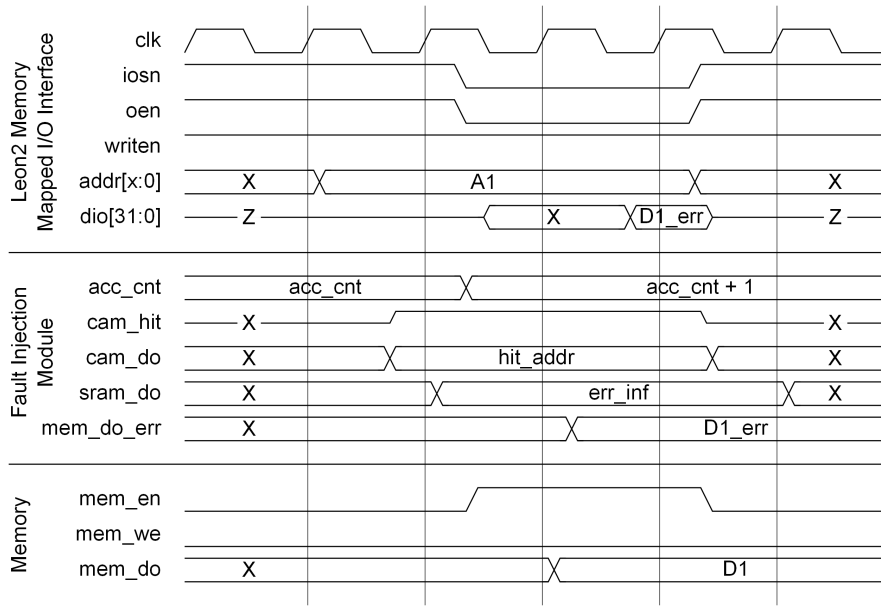 Leon2 Memory
Mapped I/O Interface
clk
iosn
oen
writen
addr[x:0] X A1 X
dio[31:0] Z X D1_err Z
Fault Injection
Module
acc_cnt acc_cnt acc_cnt + 1
cam_hit X X
cam_do X hit_addr X
sram_do X err_inf X
mem_do_err X D1_err
Memory
mem_en
mem_we
mem_do X D1